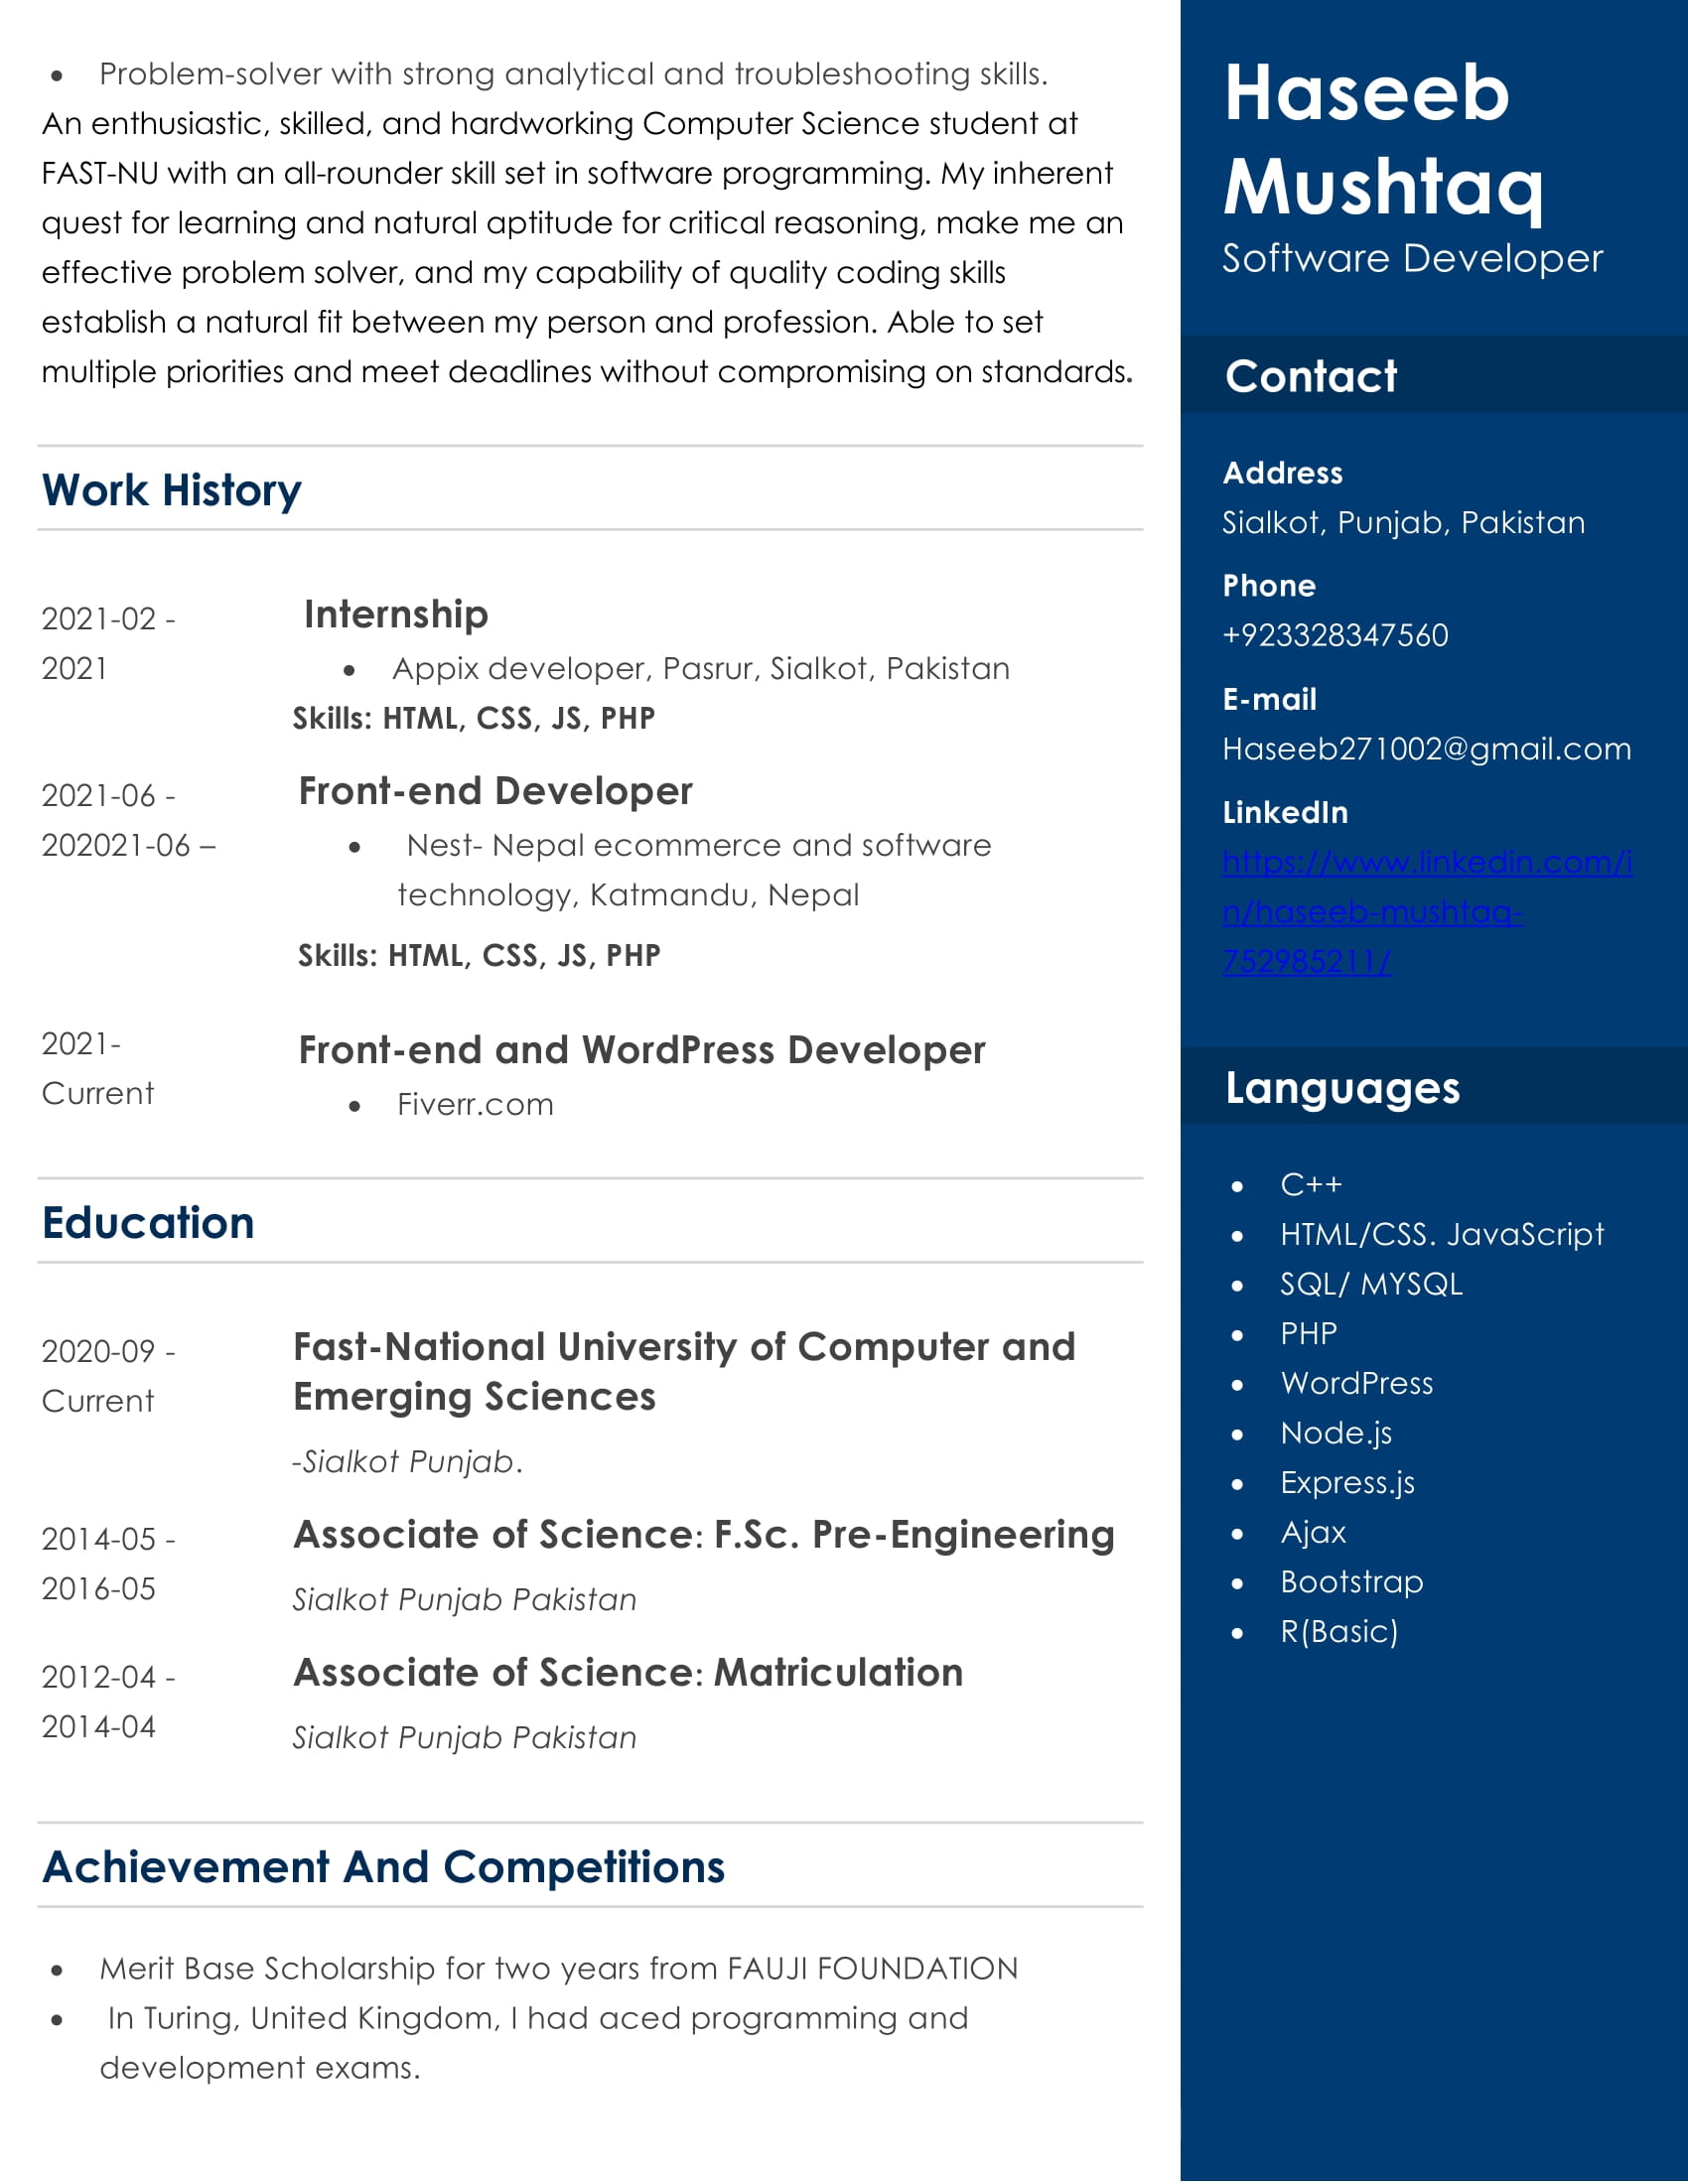 • Problem-solver with strong analytical and troubleshooting skills.
An enthusiastic, skilled, and hardworking Computer Science student at
FAST-NU with an all-rounder skill set in software programming. My inherent
quest for learning and natural aptitude for critical reasoning, make me an
effective problem solver, and my capability of quality coding skills
establish a natural fit between my person and profession. Able to set
multiple priorities and meet deadlines without compromising on standards.
Work History
2021-02 -
2021
Internship
• Appix developer, Pasrur, Sialkot, Pakistan
Skills: HTML, CSS, JS, PHP
2021-06 -
202021-06 –
Front-end Developer
• Nest- Nepal ecommerce and software
technology, Katmandu, Nepal
Skills: HTML, CSS, JS, PHP
2021-
Current
Front-end and WordPress Developer
• Fiverr.com
Education
2020-09 -
Current
Fast-National University of Computer and
Emerging Sciences
-Sialkot Punjab.
2014-05 -
2016-05
Associate of Science: F.Sc. Pre-Engineering
Sialkot Punjab Pakistan
2012-04 -
2014-04
Associate of Science: Matriculation
Sialkot Punjab Pakistan
Achievement And Competitions
• Merit Base Scholarship for two years from FAUJI FOUNDATION
• In Turing, United Kingdom, I had aced programming and
development exams.
Haseeb
Mushtaq
Software Developer
Contact
Address
Sialkot, Punjab, Pakistan
Phone
+923328347560
E-mail
Haseeb271002@gmail.com
LinkedIn
https://www.linkedin.com/i
n/haseeb-mushtaq-
752985211/
Languages
• C++
• HTML/CSS. JavaScript
• SQL/ MYSQL
• PHP
• WordPress
• Node.js
• Express.js
• Ajax
• Bootstrap
• R(Basic)